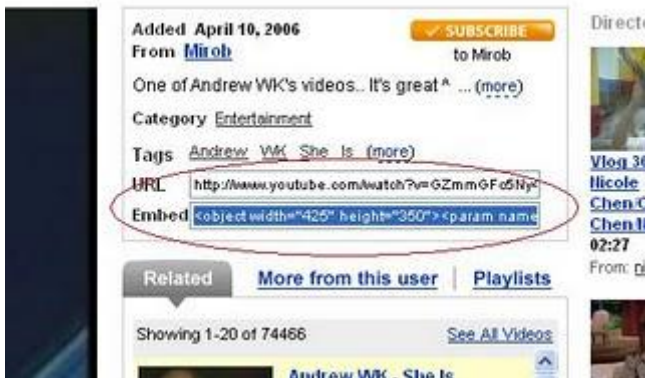 Added April 10, 2006
From Mirob
SUBSCRIBE
to Mirob
One of Andrew WK's videos.. It's great ^ ... (more)
Category Entertainment
Tags Andrew WK She Is (more)
URL http://www.youtube.com/watch?v=
Embed <object width="425" height="350"><param name
Related More from this user Playlists
Showing 1-20 of 74466 See All Videos
Andrew WK - She Is
Direct
Vlog
Nicole
Chen
Chen
02:27
From: